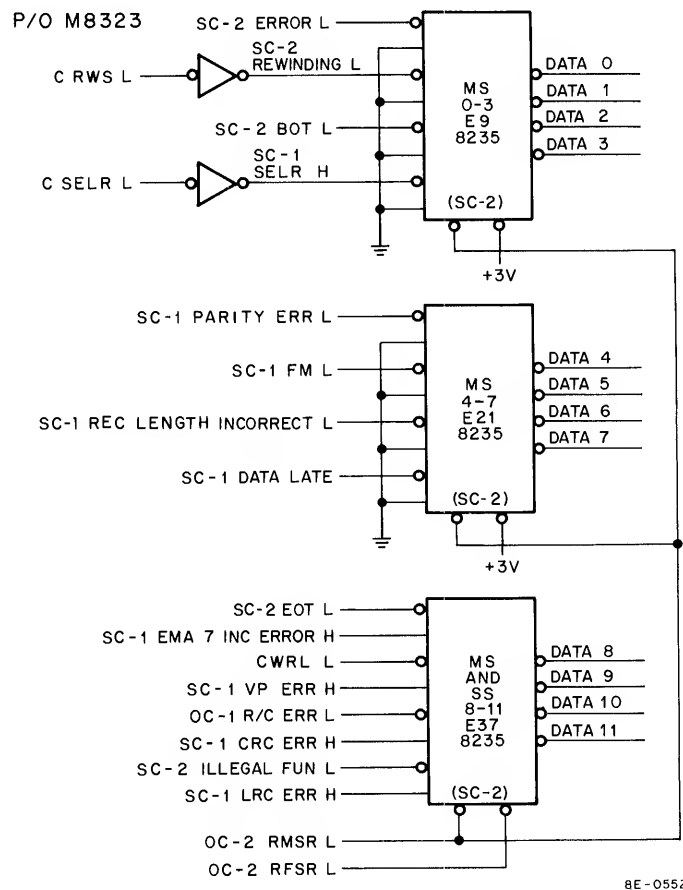 P/O M8323
SC-2 ERROR L
SC-2
REWINDING L
C RWS L
SC-2 BOT L
SC-1
SELR H
C SELR L
MS
0-3
E9
8235
(SC-2)
DATA 0
DATA 1
DATA 2
DATA 3
+3V
SC-1 PARITY ERR L
SC-1 FM L
SC-1 REC LENGTH INCORRECT L
SC-1 DATA LATE
MS
4-7
E21
8235
(SC-2)
DATA 4
DATA 5
DATA 6
DATA 7
+3V
SC-2 EOT L
SC-1 EMA 7 INC ERROR H
CWRL L
SC-1 VP ERR H
OC-1 R/C ERR L
SC-1 CRC ERR H
SC-2 ILLEGAL FUN L
SC-1 LRC ERR H
MS
AND
SS
8-11
E37
8235
(SC-2)
DATA 8
DATA 9
DATA 10
DATA 11
OC-2 RMSR L
OC-2 RFSR L
8E-0552